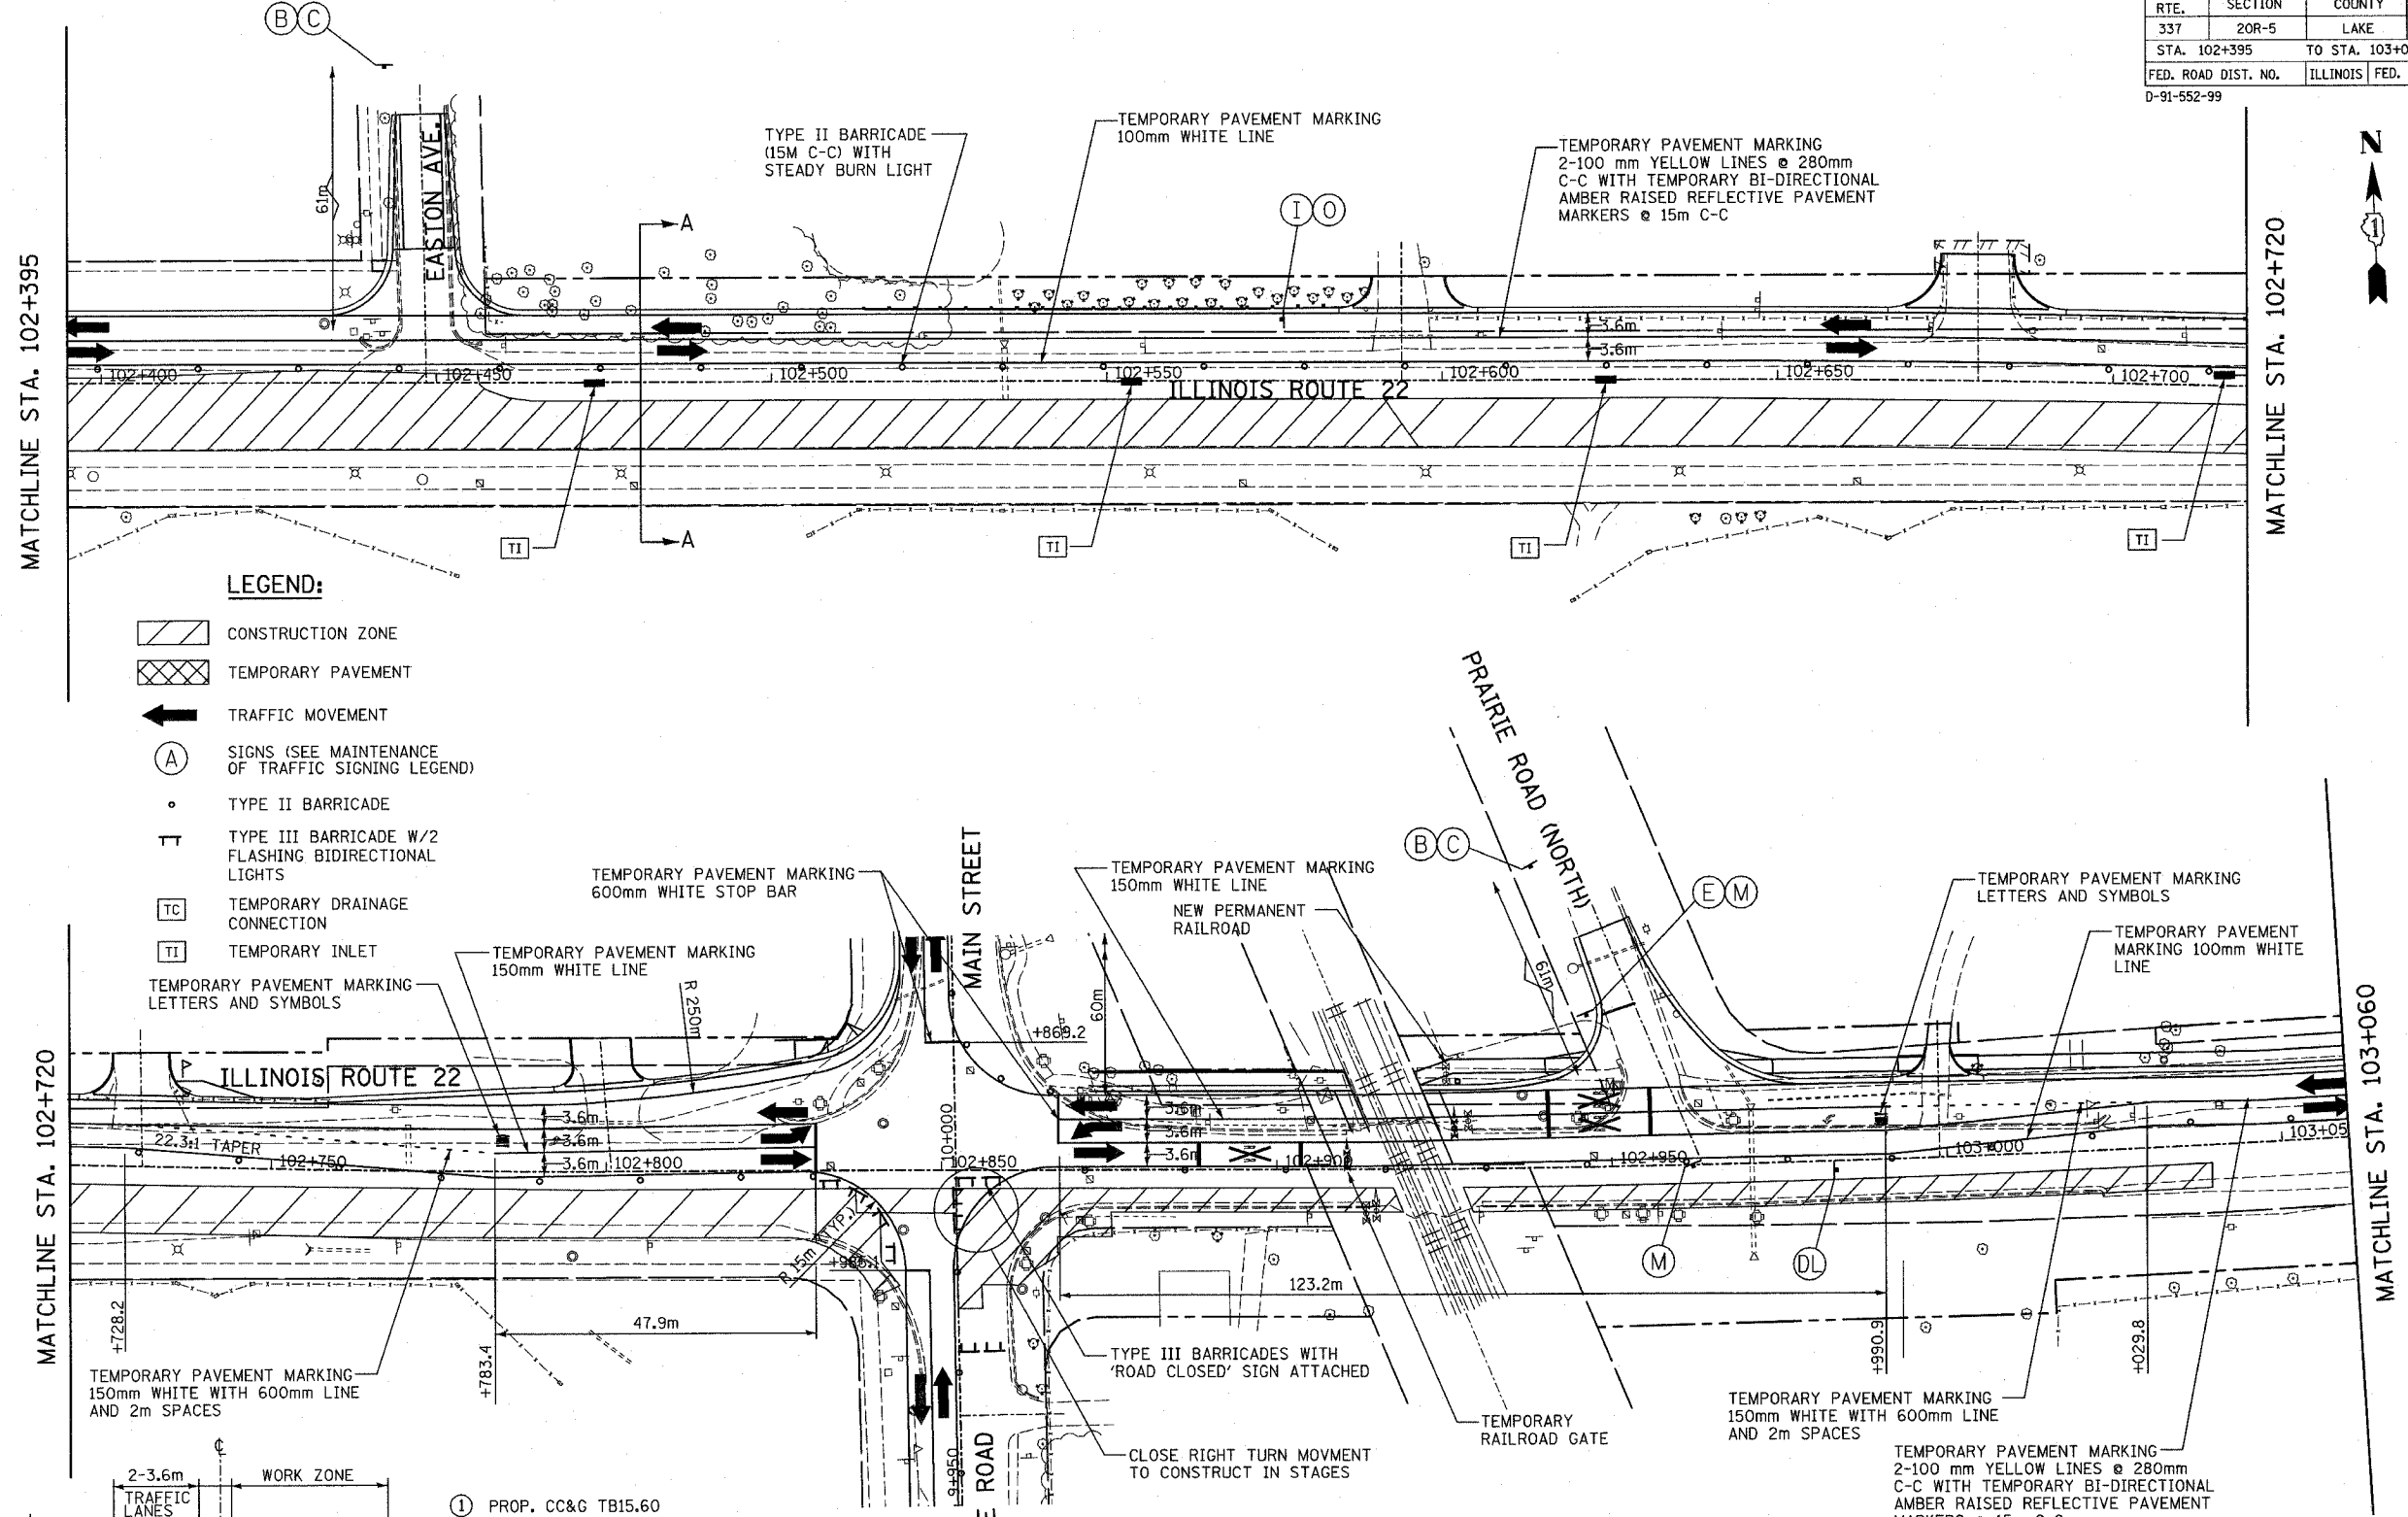 B C
RTE. SECTION COUNTY
337 20R-5 LAKE
STA. 102+395 TO STA. 103+0
FED. ROAD DIST. NO. ILLINOIS FED.
D-91-552-99
N
1
MATCHLINE STA. 102+395
61m
EASTON AVE.
TYPE II BARRICADE
(15M C-C) WITH
STEADY BURN LIGHT
TEMPORARY PAVEMENT MARKING
100mm WHITE LINE
TEMPORARY PAVEMENT MARKING
2-100 mm YELLOW LINES @ 280mm
C-C WITH TEMPORARY BI-DIRECTIONAL
AMBER RAISED REFLECTIVE PAVEMENT
MARKERS @ 15m C-C
A
I O
3.6m
3.6m
102+400 102+450 102+500 102+550 102+600 102+650 102+700
ILLINOIS ROUTE 22
TI
A
TI
TI
TI
MATCHLINE STA. 102+720
LEGEND:
CONSTRUCTION ZONE
TEMPORARY PAVEMENT
TRAFFIC MOVEMENT
A
SIGNS (SEE MAINTENANCE
OF TRAFFIC SIGNING LEGEND)
TYPE II BARRICADE
TYPE III BARRICADE W/2
FLASHING BIDIRECTIONAL
LIGHTS
TC
TEMPORARY DRAINAGE
CONNECTION
TI
TEMPORARY INLET
MATCHLINE STA. 102+720
TEMPORARY PAVEMENT MARKING
LETTERS AND SYMBOLS
TEMPORARY PAVEMENT MARKING
150mm WHITE LINE
R 250m
TEMPORARY PAVEMENT MARKING
600mm WHITE STOP BAR
MAIN STREET
TEMPORARY PAVEMENT MARKING
150mm WHITE LINE
NEW PERMANENT
RAILROAD
PRAIRIE ROAD (NORTH)
B C
61m
E M
TEMPORARY PAVEMENT MARKING
LETTERS AND SYMBOLS
TEMPORARY PAVEMENT
MARKING 100mm WHITE
LINE
MATCHLINE STA. 103+060
ILLINOIS ROUTE 22
+869.2
60m
3.6m
3.6m
3.6m
3.6m
3.6m
3.6m
22.3:1 TAPER
102+750 102+800 102+850 102+900 102+950 103+000 103+05
10+000
R 15m (TYP.)
M
DL
123.2m
47.9m
+728.2
+783.4
+990.9
+029.8
TEMPORARY PAVEMENT MARKING
150mm WHITE WITH 600mm LINE
AND 2m SPACES
TYPE III BARRICADES WITH
'ROAD CLOSED' SIGN ATTACHED
CLOSE RIGHT TURN MOVMENT
TO CONSTRUCT IN STAGES
TEMPORARY
RAILROAD GATE
TEMPORARY PAVEMENT MARKING
150mm WHITE WITH 600mm LINE
AND 2m SPACES
TEMPORARY PAVEMENT MARKING
2-100 mm YELLOW LINES @ 280mm
C-C WITH TEMPORARY BI-DIRECTIONAL
AMBER RAISED REFLECTIVE PAVEMENT
9+950
E ROAD
2-3.6m
TRAFFIC
LANES
WORK ZONE
1 PROP. CC&G TB15.60